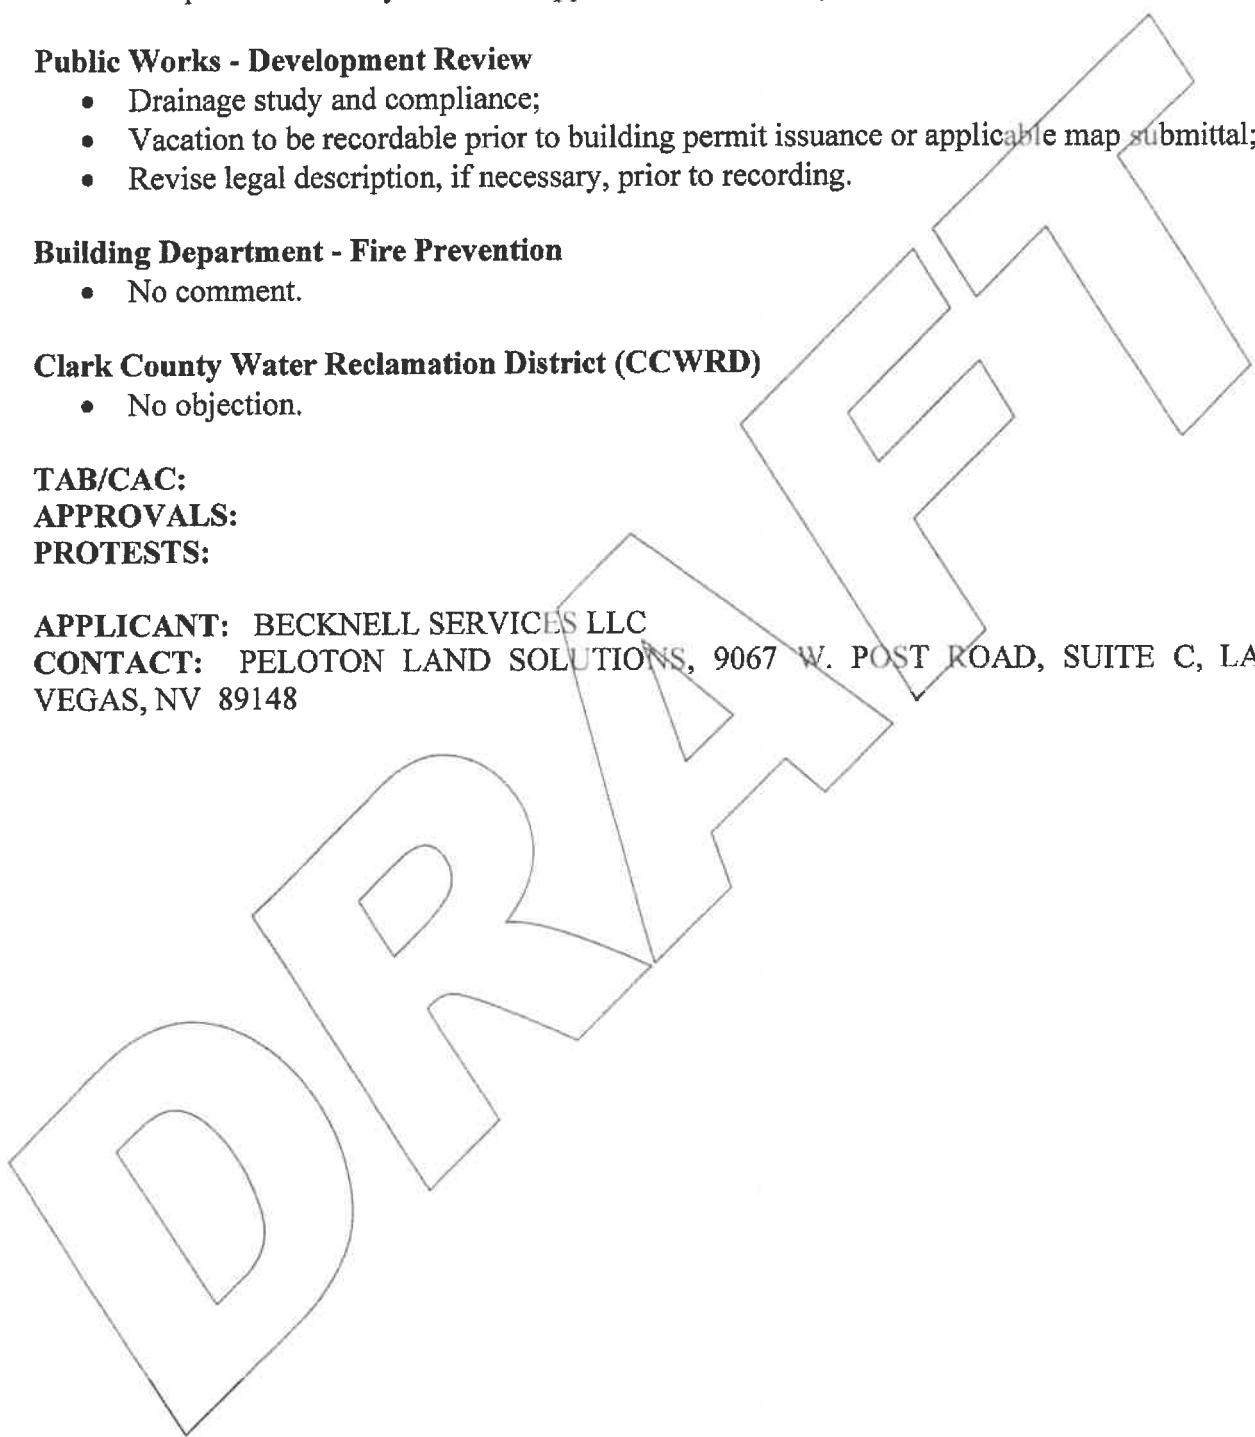 Public Works - Development Review
• Drainage study and compliance;
• Vacation to be recordable prior to building permit issuance or applicable map submittal;
• Revise legal description, if necessary, prior to recording.
Building Department - Fire Prevention
• No comment.
Clark County Water Reclamation District (CCWRD)
• No objection.
TAB/CAC:
APPROVALS:
PROTESTS:
APPLICANT: BECKNELL SERVICES LLC
CONTACT: PELOTON LAND SOLUTIONS, 9067 W. POST ROAD, SUITE C, LA
VEGAS, NV 89148
DRAFT